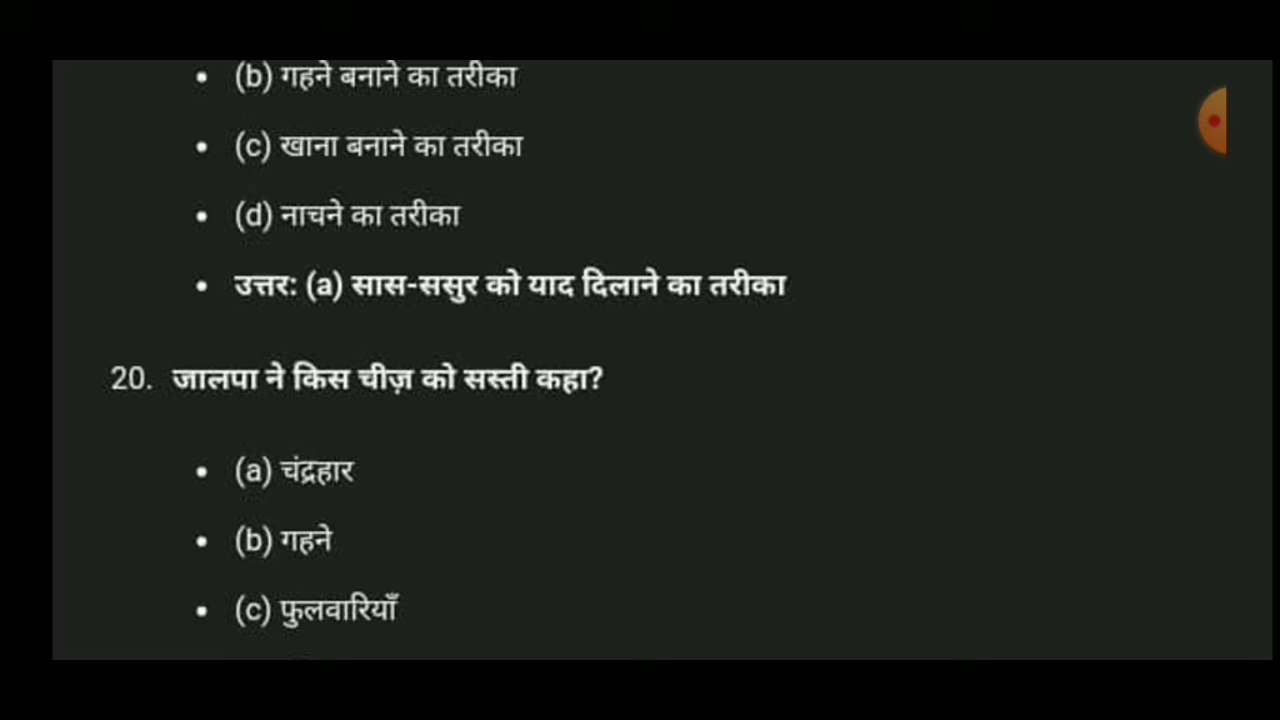 • (b) गहने बनाने का तरीका
• (c) खाना बनाने का तरीका
• (d) नाचने का तरीका
• उत्तर: (a) सास-ससुर को याद दिलाने का तरीका
20. जालपा ने किस चीज़ को सस्ती कहा?
• (a) चंद्रहार
• (b) गहने
• (c) फुलवारियाँ